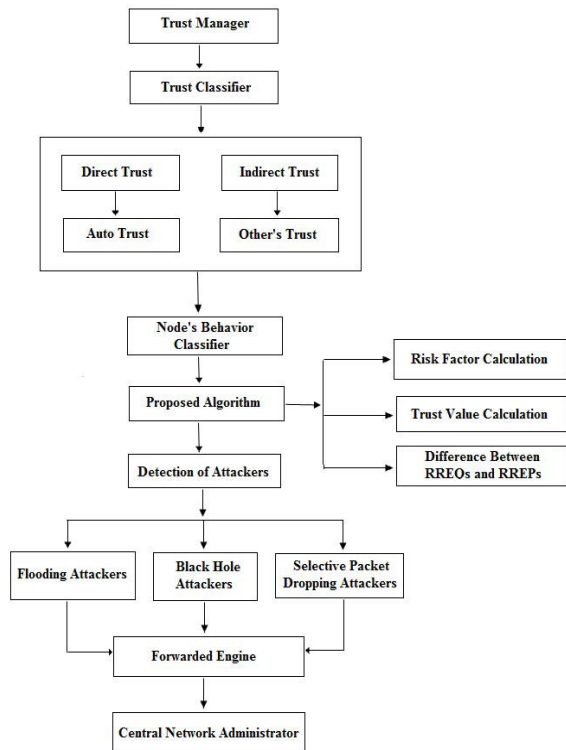 Trust Manager
Trust Classifier
Direct Trust
Indirect Trust
Auto Trust
Other's Trust
Node's Behavior
Classifier
Risk Factor Calculation
Proposed Algorithm
Trust Value Calculation
Difference Between
RREQs and RREPs
Detection of Attackers
Flooding Attackers
Black Hole
Attackers
Selective Packet
Dropping Attackers
Forwarded Engine
Central Network Administrator